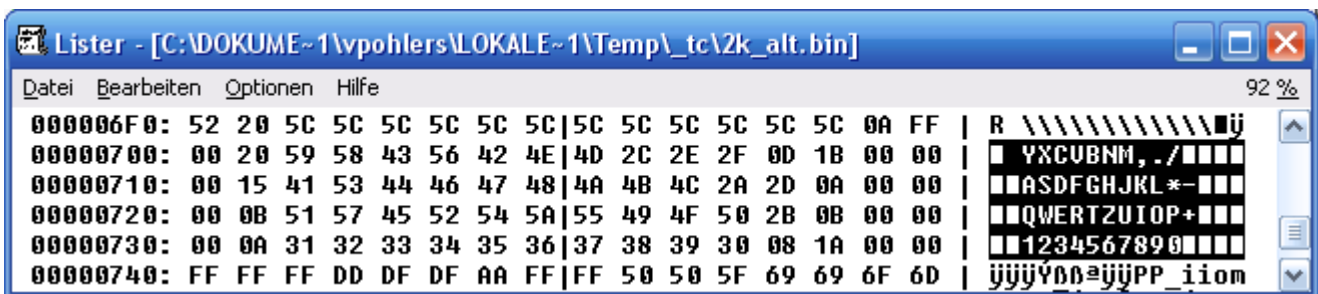 Lister - [C:\DOKUME~1\vpohlers\LOKALE~1\Temp\_tc\2k_alt.bin]
Datei Bearbeiten Optionen Hilfe 92 %
000006F0: 52 20 5C 5C 5C 5C 5C 5C|5C 5C 5C 5C 5C 5C 0A FF | R \\\\\\\\\\\\■ÿ
00000700: 00 20 59 58 43 56 42 4E|4D 2C 2E 2F 0D 1B 00 00 | ■ YXCVBNM,./■■■■
00000710: 00 15 41 53 44 46 47 48|4A 4B 4C 2A 2D 0A 00 00 | ■■ASDFGHJKL*-■■■
00000720: 00 0B 51 57 45 52 54 5A|55 49 4F 50 2B 0B 00 00 | ■■QWERTZUIOP+■■■
00000730: 00 0A 31 32 33 34 35 36|37 38 39 30 08 1A 00 00 | ■■1234567890■■■■
00000740: FF FF FF DD DF DF AA FF|FF 50 50 5F 69 69 6F 6D | ÿÿÿÝßßªÿÿPP_iiom